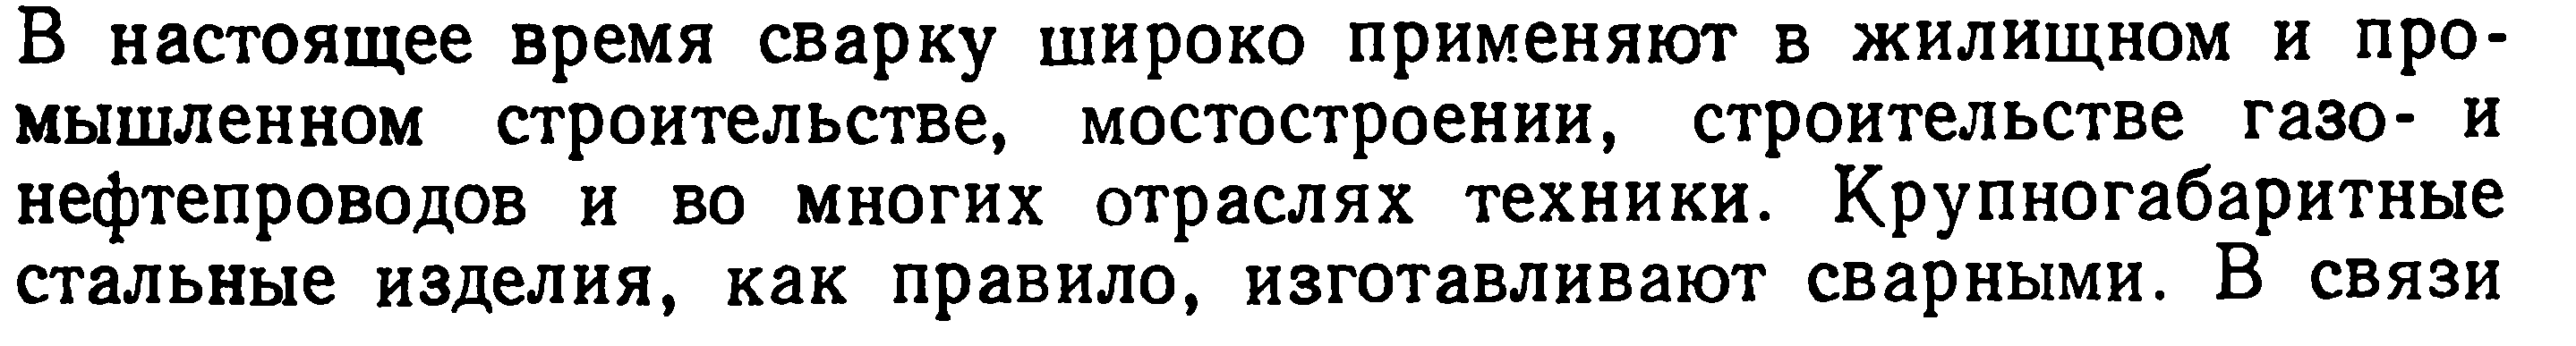 В настоящее время сварку широко применяют в жилищном и про-
мышленном строительстве, мостостроении, строительстве газо- и
нефтепроводов и во многих отраслях техники. Крупногабаритные
стальные изделия, как правило, изготавливают сварными. В связи